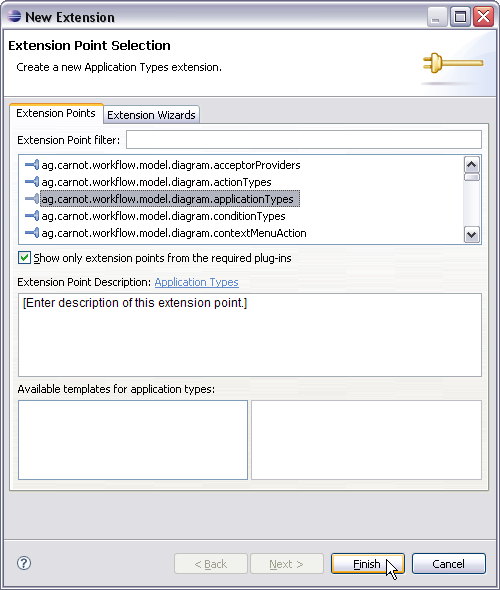 New Extension
Extension Point Selection
Create a new Application Types extension.
Extension Points Extension Wizards
Extension Point filter:
ag.carnot.workflow.model.diagram.acceptorProviders
ag.carnot.workflow.model.diagram.actionTypes
ag.carnot.workflow.model.diagram.applicationTypes
ag.carnot.workflow.model.diagram.conditionTypes
ag.carnot.workflow.model.diagram.contextMenuAction
Show only extension points from the required plug-ins
Extension Point Description: Application Types
[Enter description of this extension point.]
Available templates for application types:
? < Back Next > Finish Cancel